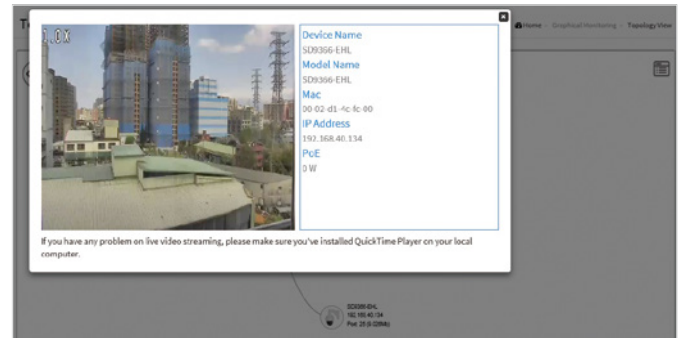 Home - Graphical Monitoring - Topology View
1.0X
Device Name
SD9366-EHL
Model Name
SD9366-EHL
Mac
00-02-d1-4c-fc-00
IP Address
192.168.40.134
PoE
0 W
If you have any problem on live video streaming, please make sure you've installed QuickTime Player on your local
computer.
SD9366-EHL
192.168.40.134